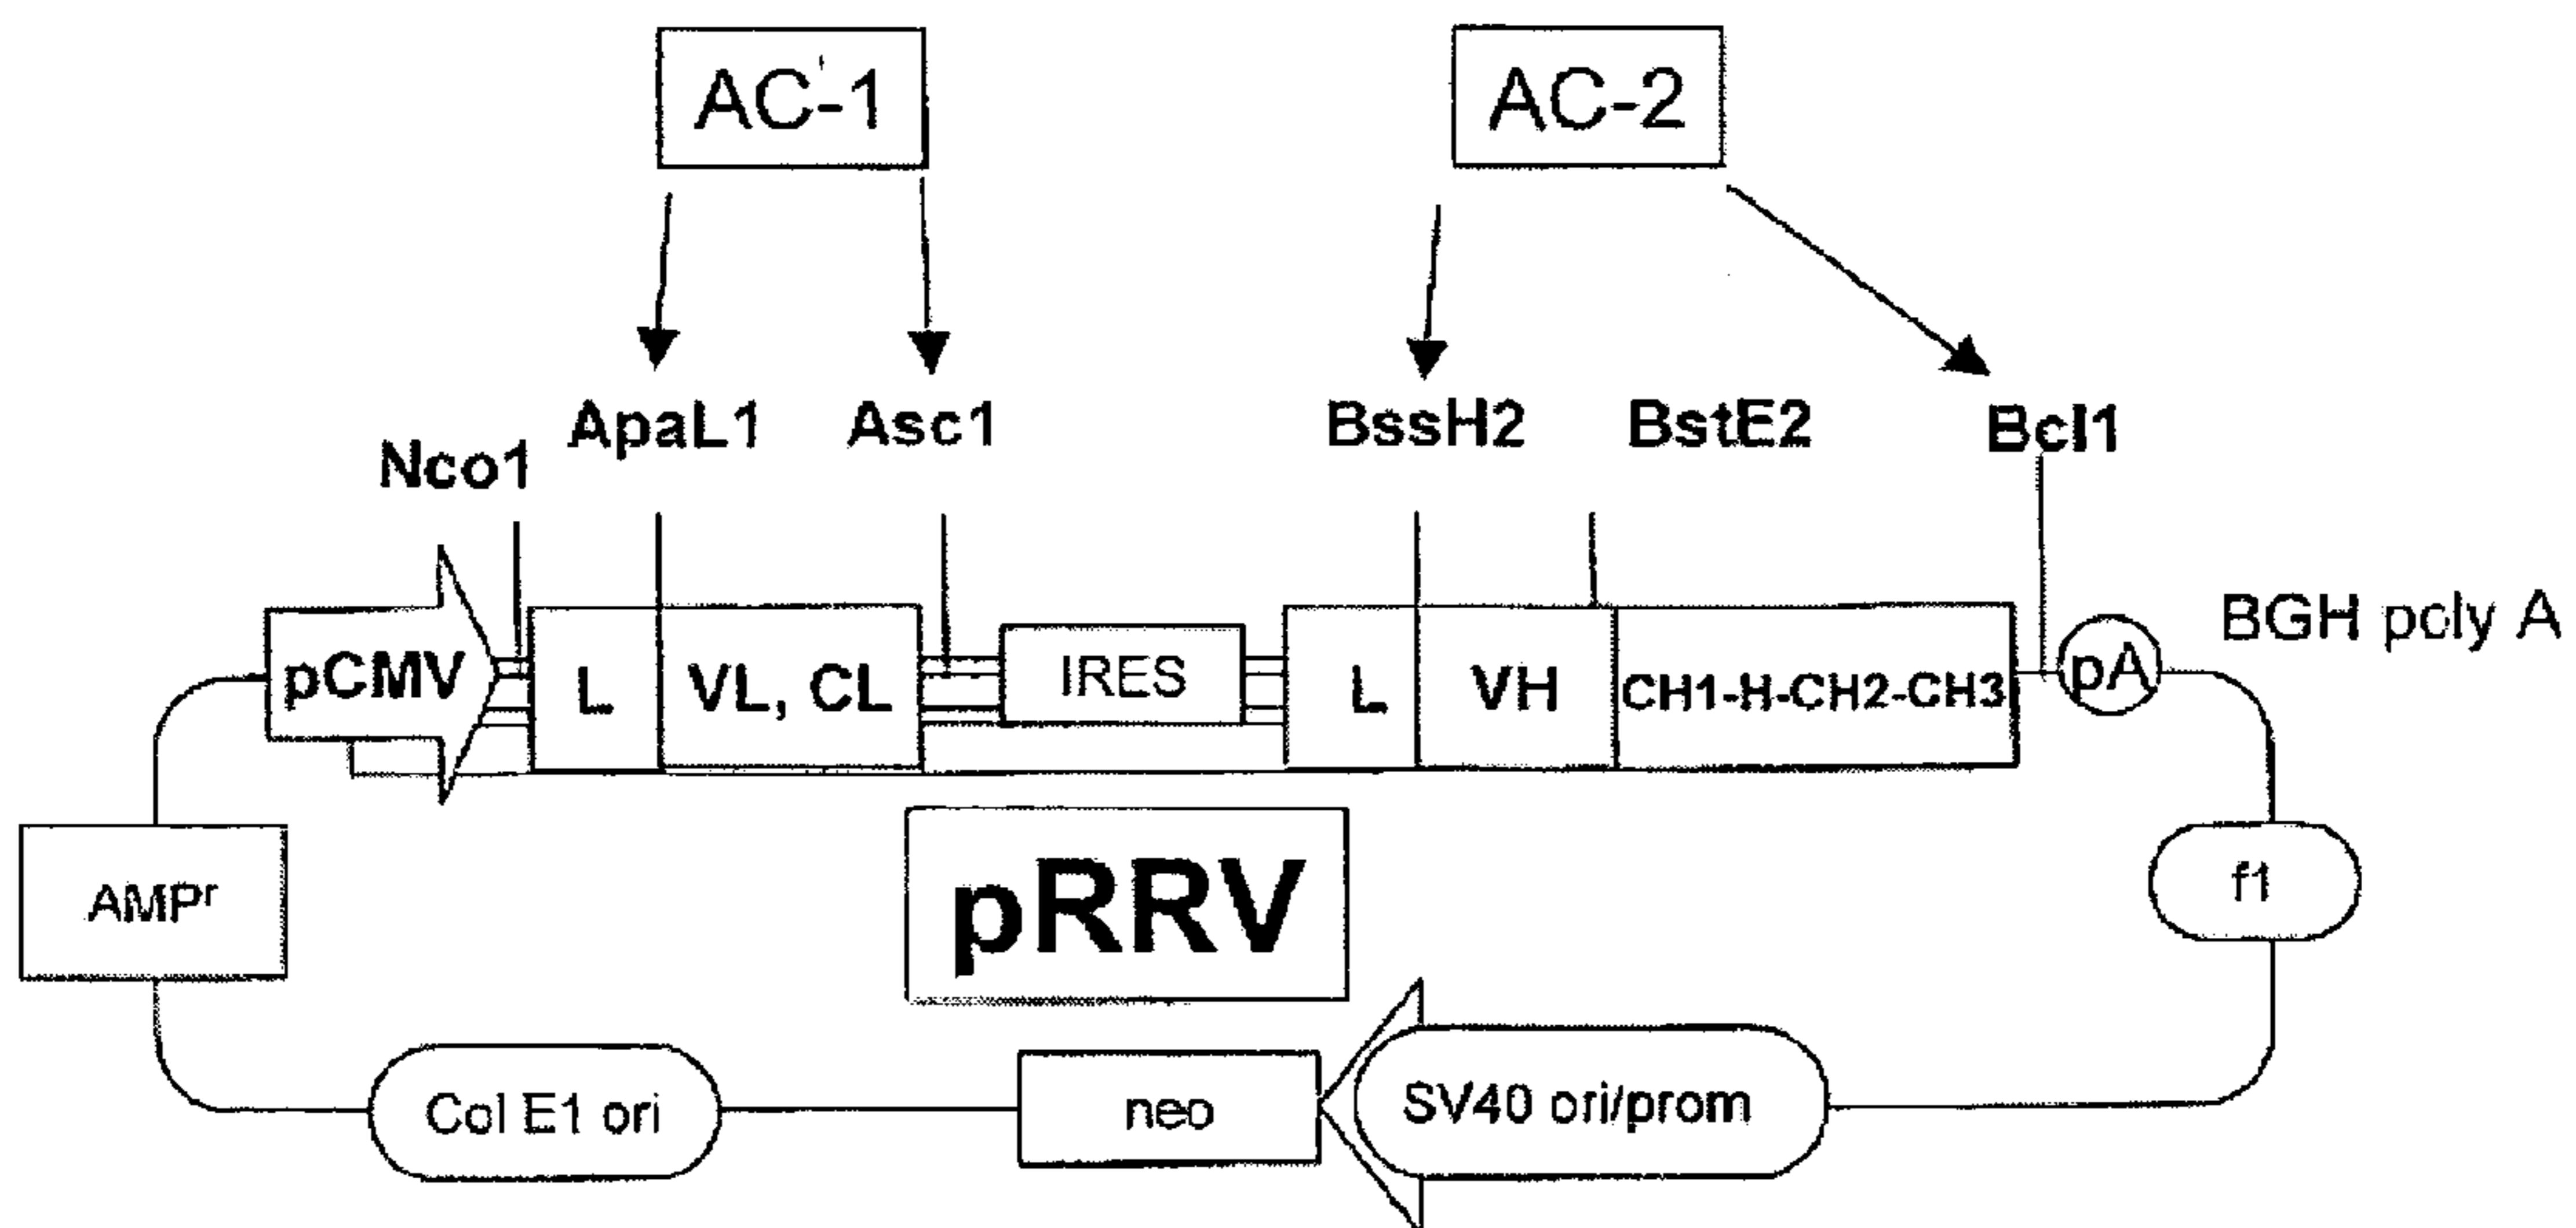 AC-1
AC-2
Nco1
ApaL1
Asc1
BssH2
BstE2
Bcl1
pCMV
L
VL, CL
IRES
L
VH
CH1-H-CH2-CH3
pA
BGH poly A
AMPr
pRRV
f1
Col E1 ori
neo
SV40 ori/prom